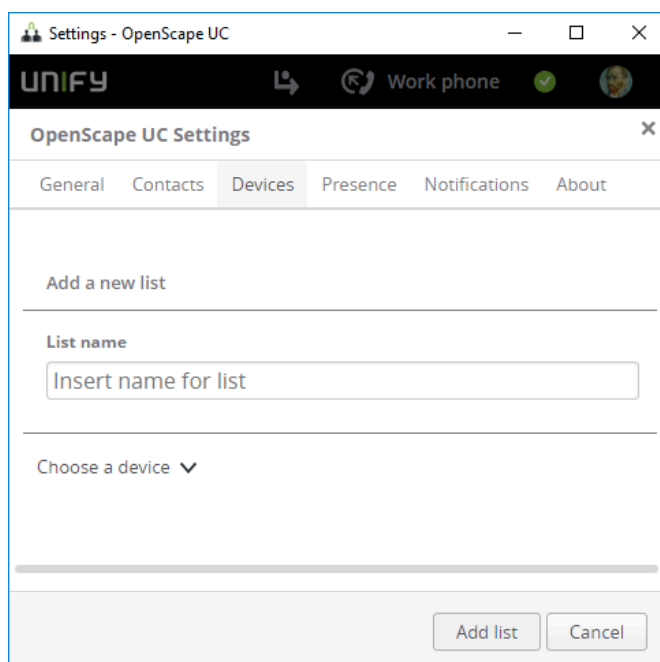 Settings - OpenScape UC
UNIFY Work phone
OpenScape UC Settings
General Contacts Devices Presence Notifications About
Add a new list
List name
Insert name for list
Choose a device
Add list Cancel